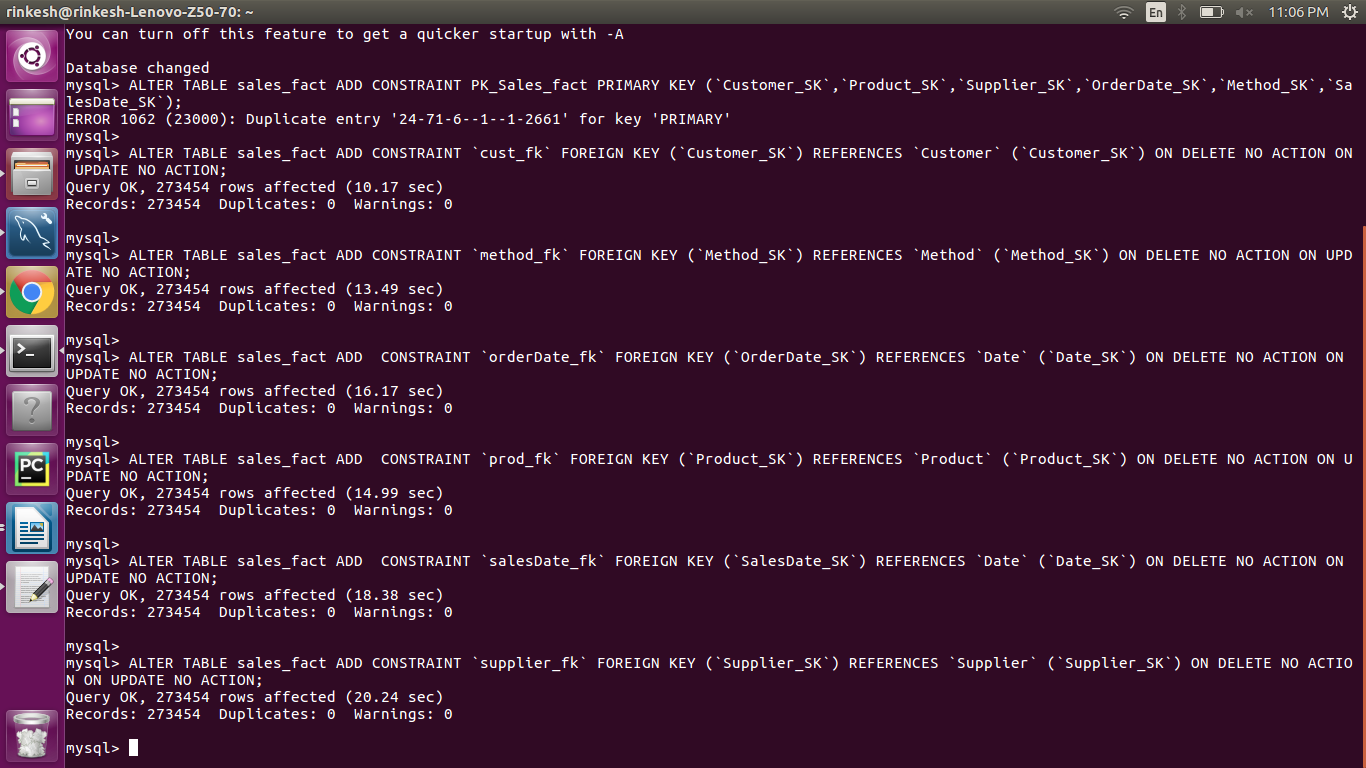 rinkesh@rinkesh-Lenovo-Z50-70: ~
En
11:06 PM
You can turn off this feature to get a quicker startup with -A
Database changed
mysql> ALTER TABLE sales_fact ADD CONSTRAINT PK_Sales_fact PRIMARY KEY (`Customer_SK`,`Product_SK`,`Supplier_SK`,`OrderDate_SK`,`Method_SK`,`Sa
lesDate_SK`);
ERROR 1062 (23000): Duplicate entry '24-71-6--1--1-2661' for key 'PRIMARY'
mysql>
mysql> ALTER TABLE sales_fact ADD CONSTRAINT `cust_fk` FOREIGN KEY (`Customer_SK`) REFERENCES `Customer` (`Customer_SK`) ON DELETE NO ACTION ON
 UPDATE NO ACTION;
Query OK, 273454 rows affected (10.17 sec)
Records: 273454  Duplicates: 0  Warnings: 0
mysql>
mysql> ALTER TABLE sales_fact ADD CONSTRAINT `method_fk` FOREIGN KEY (`Method_SK`) REFERENCES `Method` (`Method_SK`) ON DELETE NO ACTION ON UPD
ATE NO ACTION;
Query OK, 273454 rows affected (13.49 sec)
Records: 273454  Duplicates: 0  Warnings: 0
mysql>
mysql> ALTER TABLE sales_fact ADD  CONSTRAINT `orderDate_fk` FOREIGN KEY (`OrderDate_SK`) REFERENCES `Date` (`Date_SK`) ON DELETE NO ACTION ON
UPDATE NO ACTION;
Query OK, 273454 rows affected (16.17 sec)
Records: 273454  Duplicates: 0  Warnings: 0
mysql>
mysql> ALTER TABLE sales_fact ADD  CONSTRAINT `prod_fk` FOREIGN KEY (`Product_SK`) REFERENCES `Product` (`Product_SK`) ON DELETE NO ACTION ON U
PDATE NO ACTION;
Query OK, 273454 rows affected (14.99 sec)
Records: 273454  Duplicates: 0  Warnings: 0
mysql>
mysql> ALTER TABLE sales_fact ADD  CONSTRAINT `salesDate_fk` FOREIGN KEY (`SalesDate_SK`) REFERENCES `Date` (`Date_SK`) ON DELETE NO ACTION ON
UPDATE NO ACTION;
Query OK, 273454 rows affected (18.38 sec)
Records: 273454  Duplicates: 0  Warnings: 0
mysql>
mysql> ALTER TABLE sales_fact ADD CONSTRAINT `supplier_fk` FOREIGN KEY (`Supplier_SK`) REFERENCES `Supplier` (`Supplier_SK`) ON DELETE NO ACTIO
N ON UPDATE NO ACTION;
Query OK, 273454 rows affected (20.24 sec)
Records: 273454  Duplicates: 0  Warnings: 0
mysql>
>_
?
PC